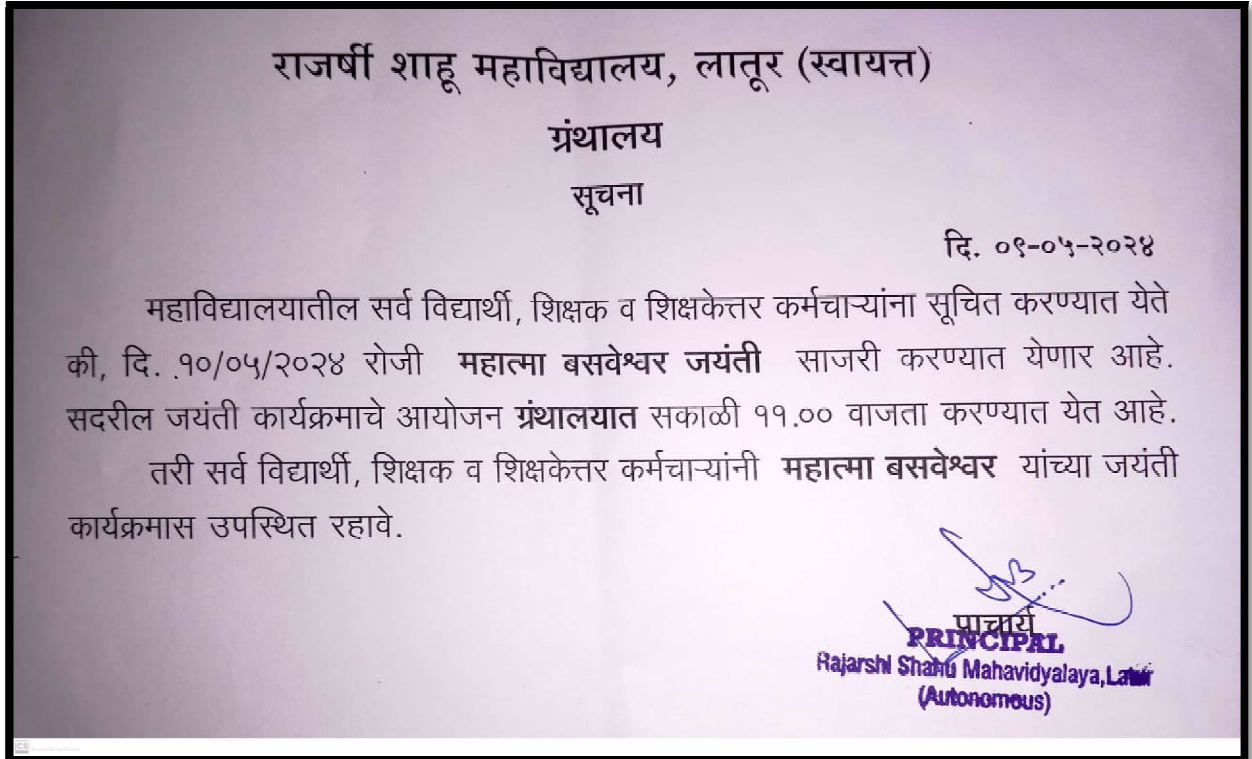 राजर्षी शाहू महाविद्यालय, लातूर (स्वायत्त)
ग्रंथालय
सूचना
दि. ०९-०५-२०२४
महाविद्यालयातील सर्व विद्यार्थी, शिक्षक व शिक्षकेत्तर कर्मचाऱ्यांना सूचित करण्यात येते
की, दि. १०/०५/२०२४ रोजी महात्मा बसवेश्वर जयंती साजरी करण्यात येणार आहे.
सदरील जयंती कार्यक्रमाचे आयोजन ग्रंथालयात सकाळी ११.०० वाजता करण्यात येत आहे.
तरी सर्व विद्यार्थी, शिक्षक व शिक्षकेत्तर कर्मचाऱ्यांनी महात्मा बसवेश्वर यांच्या जयंती
कार्यक्रमास उपस्थित रहावे.
प्राचार्य
PRINCIPAL
Rajarshi Shahu Mahavidyalaya,Latur
(Autonomous)